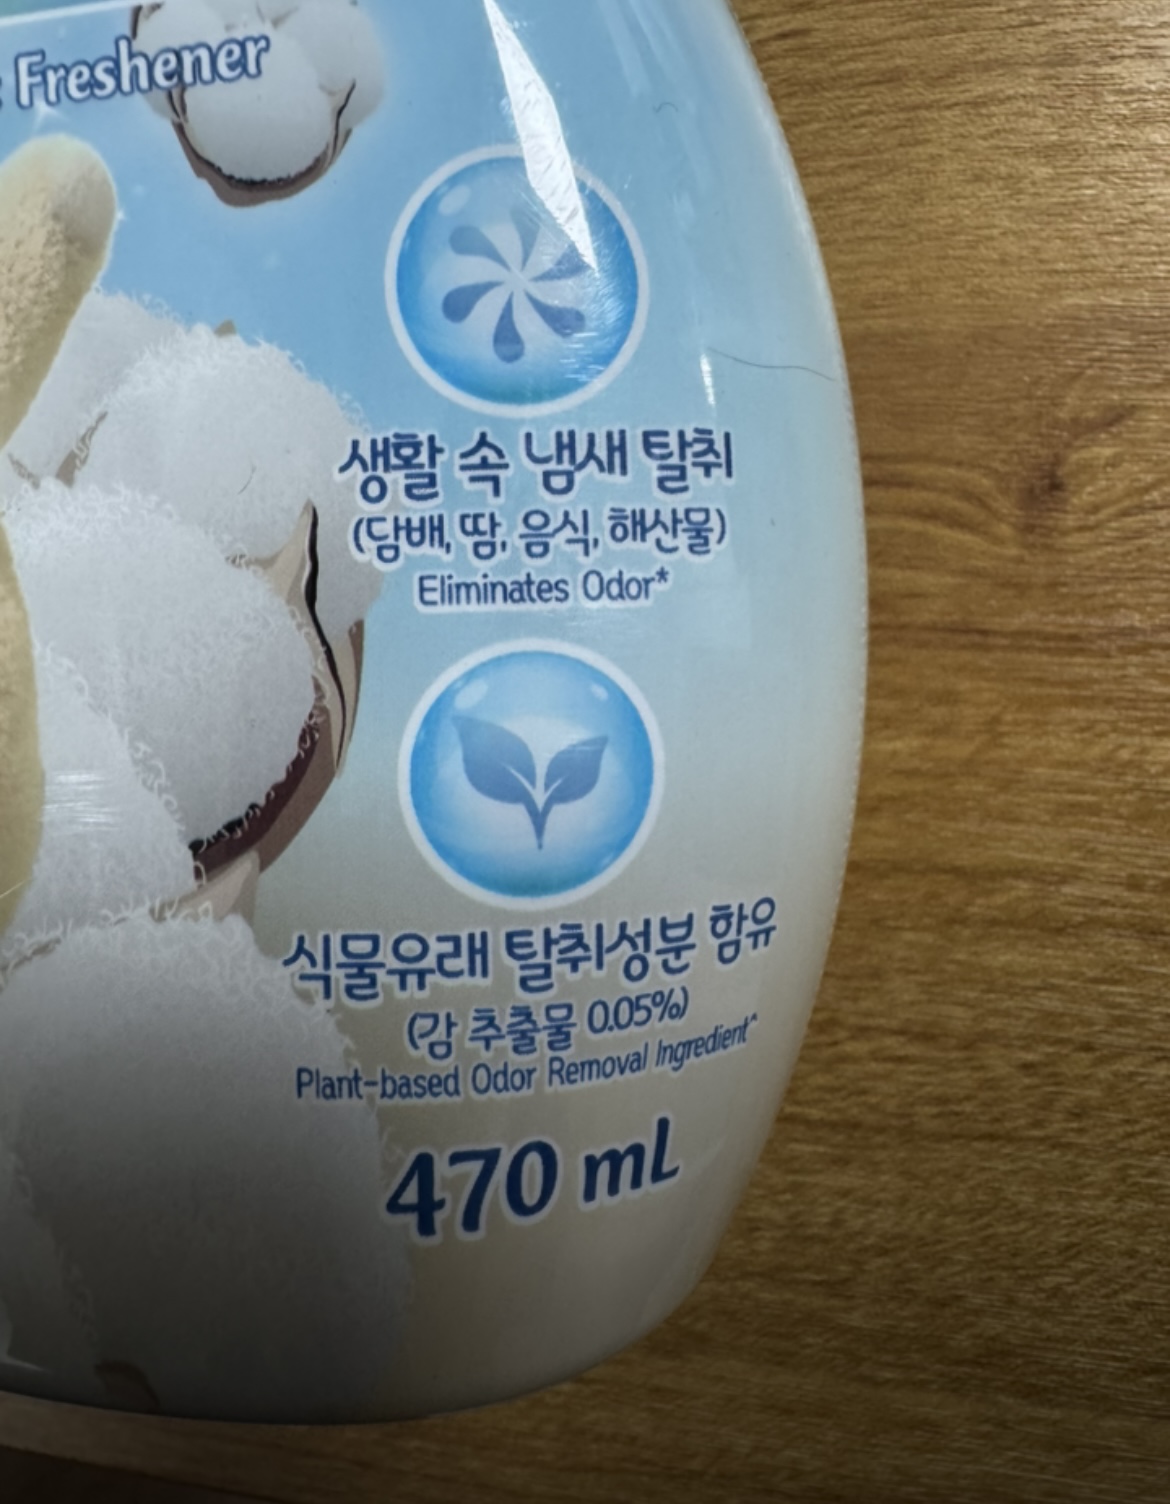 Freshener
생활 속 냄새 탈취
(담배, 땀, 음식, 해산물)
Eliminates Odor*
식물유래 탈취성분 함유
(감 추출물 0.05%)
Plant-based Odor Removal Ingredient^
470 mL